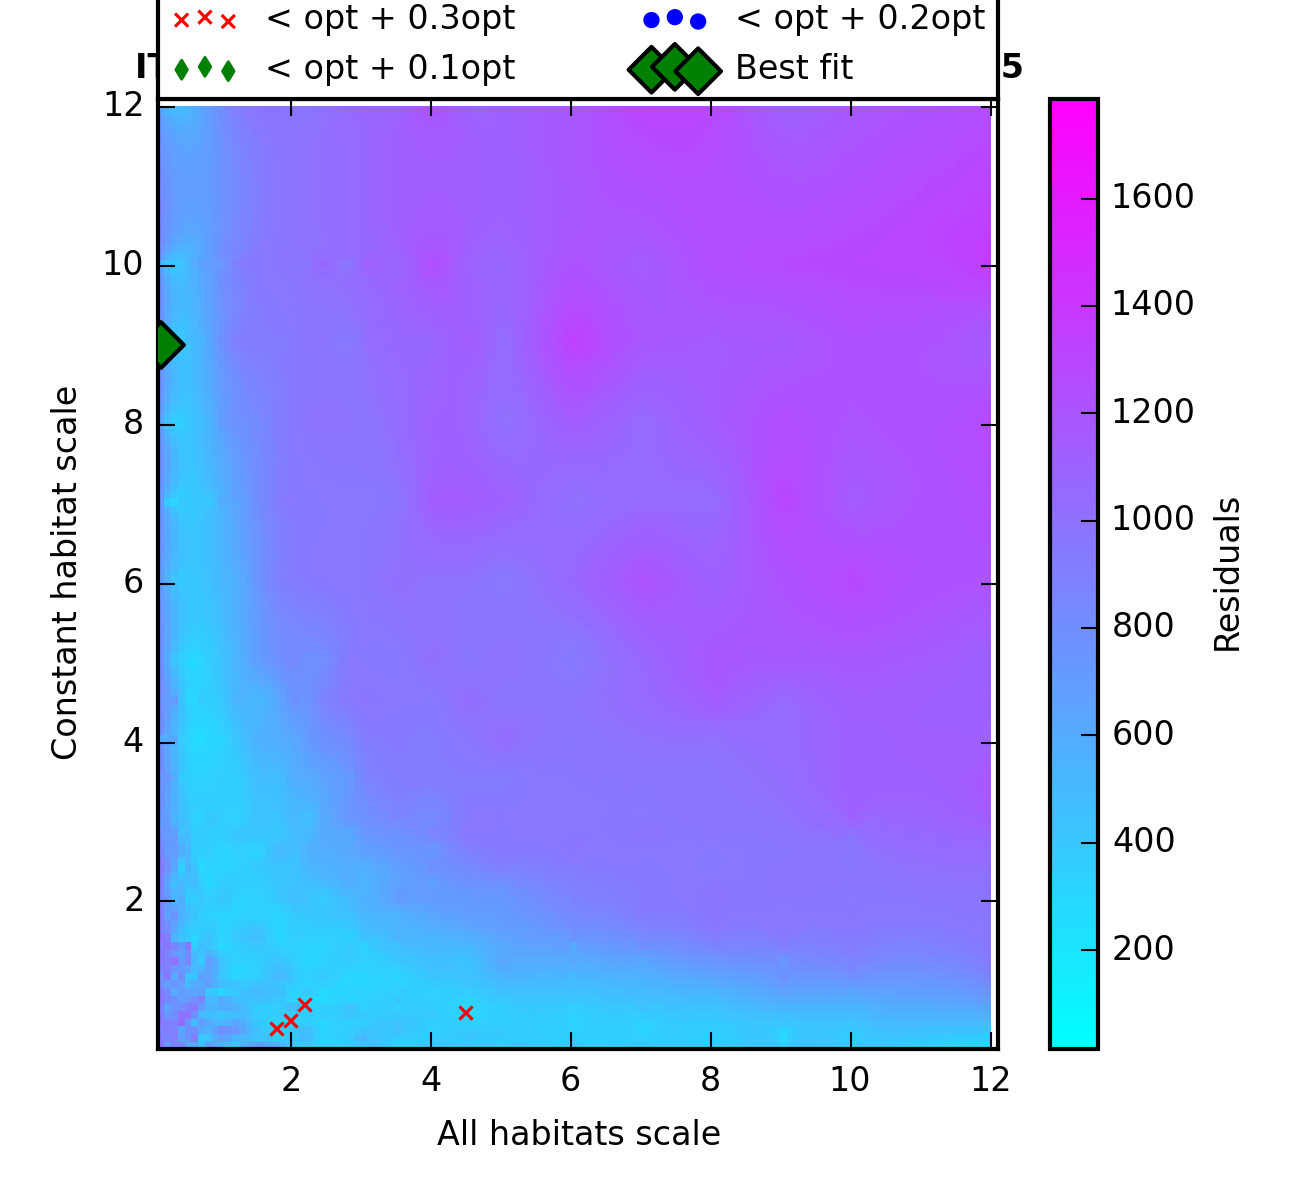 < opt + 0.3opt < opt + 0.2opt
< opt + 0.1opt Best fit
5
12
10
8
6
4
2
Constant habitat scale
2 4 6 8 10 12
All habitats scale
1600
1400
1200
1000
800
600
400
200
Residuals